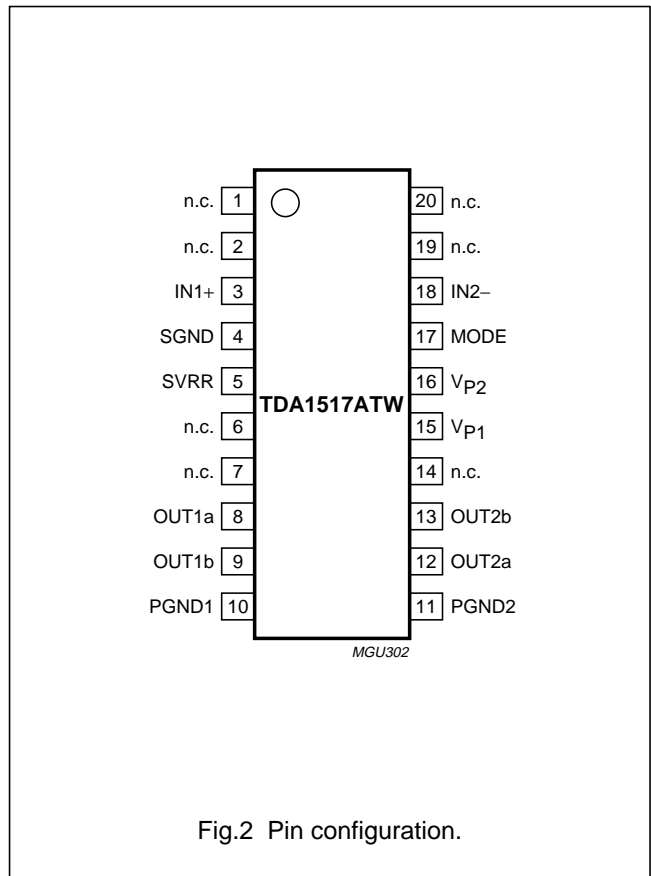 n.c. 1 20 n.c.
n.c. 2 19 n.c.
IN1+ 3 18 IN2−
SGND 4 17 MODE
SVRR 5 16 VP2
TDA1517ATW
n.c. 6 15 VP1
n.c. 7 14 n.c.
OUT1a 8 13 OUT2b
OUT1b 9 12 OUT2a
PGND1 10 11 PGND2
MGU302
Fig.2 Pin configuration.